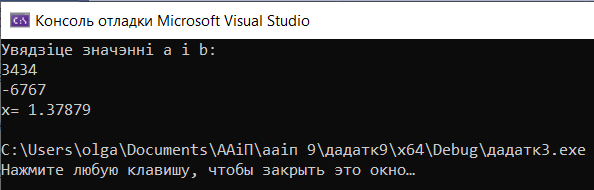 Консоль отладки Microsoft Visual Studio
Увядзіце значэнні a і b:
3434
-6767
x= 1.37879
C:\Users\olga\Documents\ААіП\ааіп 9\дадатк9\x64\Debug\дадатк3.exe
Нажмите любую клавишу, чтобы закрыть это окно…